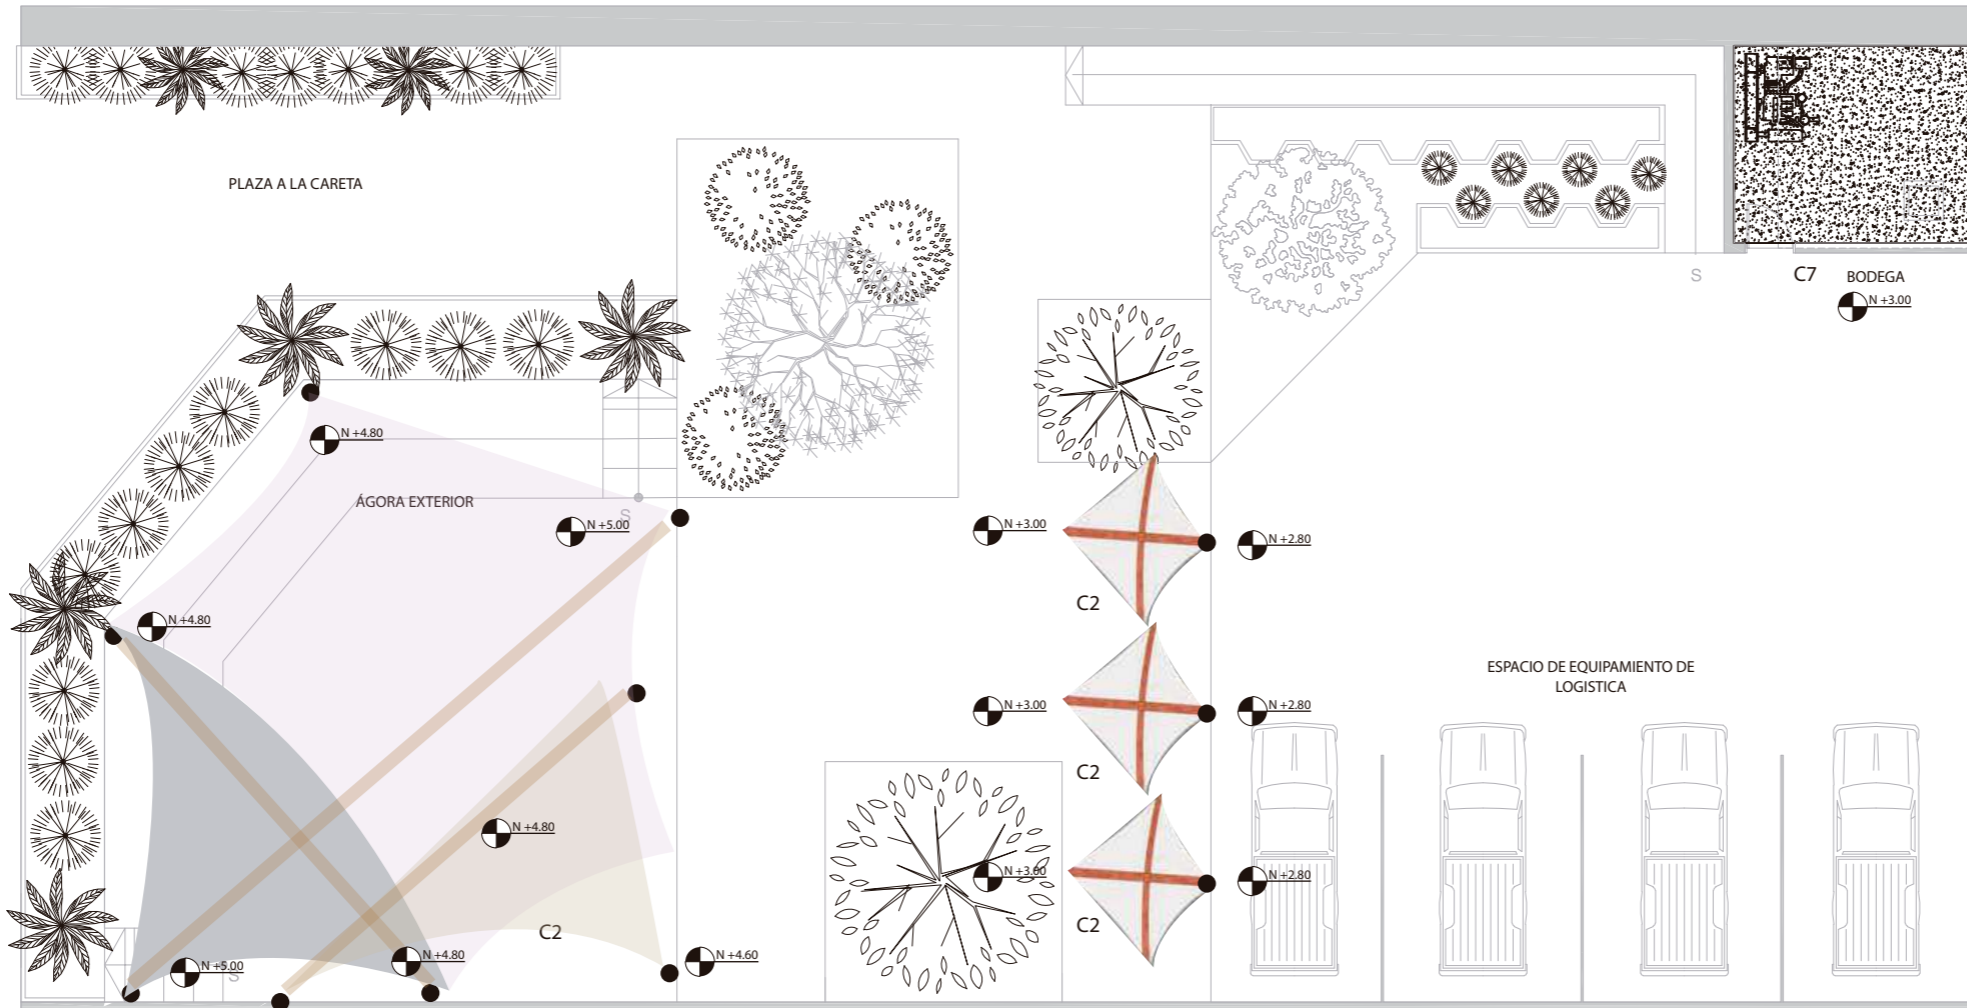 PLAZA A LA CARETA
S
C7
BODEGA
N +3.00
N +4.80
ÁGORA EXTERIOR
S
N +5.00
N +3.00
N +2.80
C2
N +4.80
ESPACIO DE EQUIPAMIENTO DE
LOGISTICA
N +3.00
N +2.80
C2
N +4.80
N +3.00
N +2.80
C2
C2
N +4.80
N +4.60
N +5.00
S